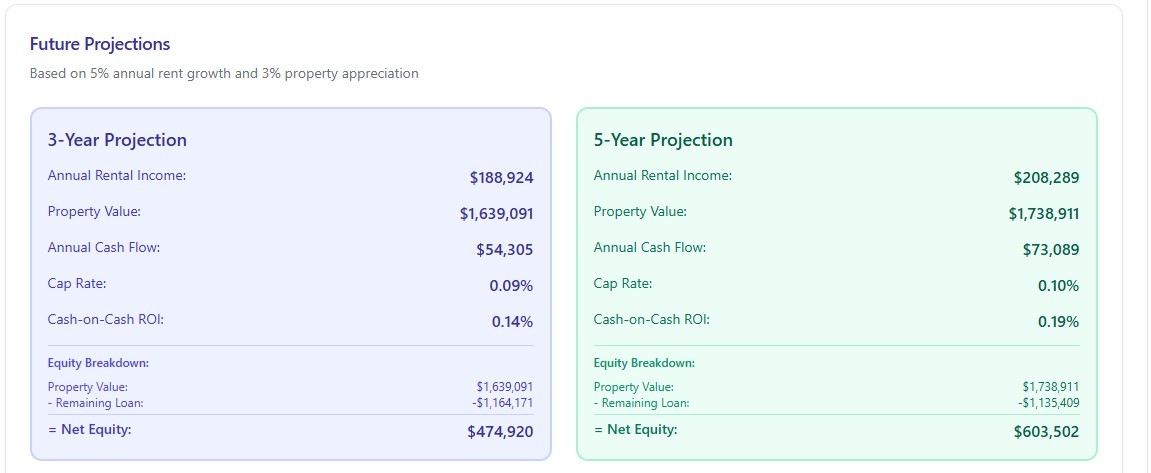 Future Projections
Based on 5% annual rent growth and 3% property appreciation
3-Year Projection
Annual Rental Income: $188,924
Property Value: $1,639,091
Annual Cash Flow: $54,305
Cap Rate: 0.09%
Cash-on-Cash ROI: 0.14%
Equity Breakdown:
Property Value: $1,639,091
- Remaining Loan: -$1,164,171
= Net Equity: $474,920
5-Year Projection
Annual Rental Income: $208,289
Property Value: $1,738,911
Annual Cash Flow: $73,089
Cap Rate: 0.10%
Cash-on-Cash ROI: 0.19%
Equity Breakdown:
Property Value: $1,738,911
- Remaining Loan: -$1,135,409
= Net Equity: $603,502